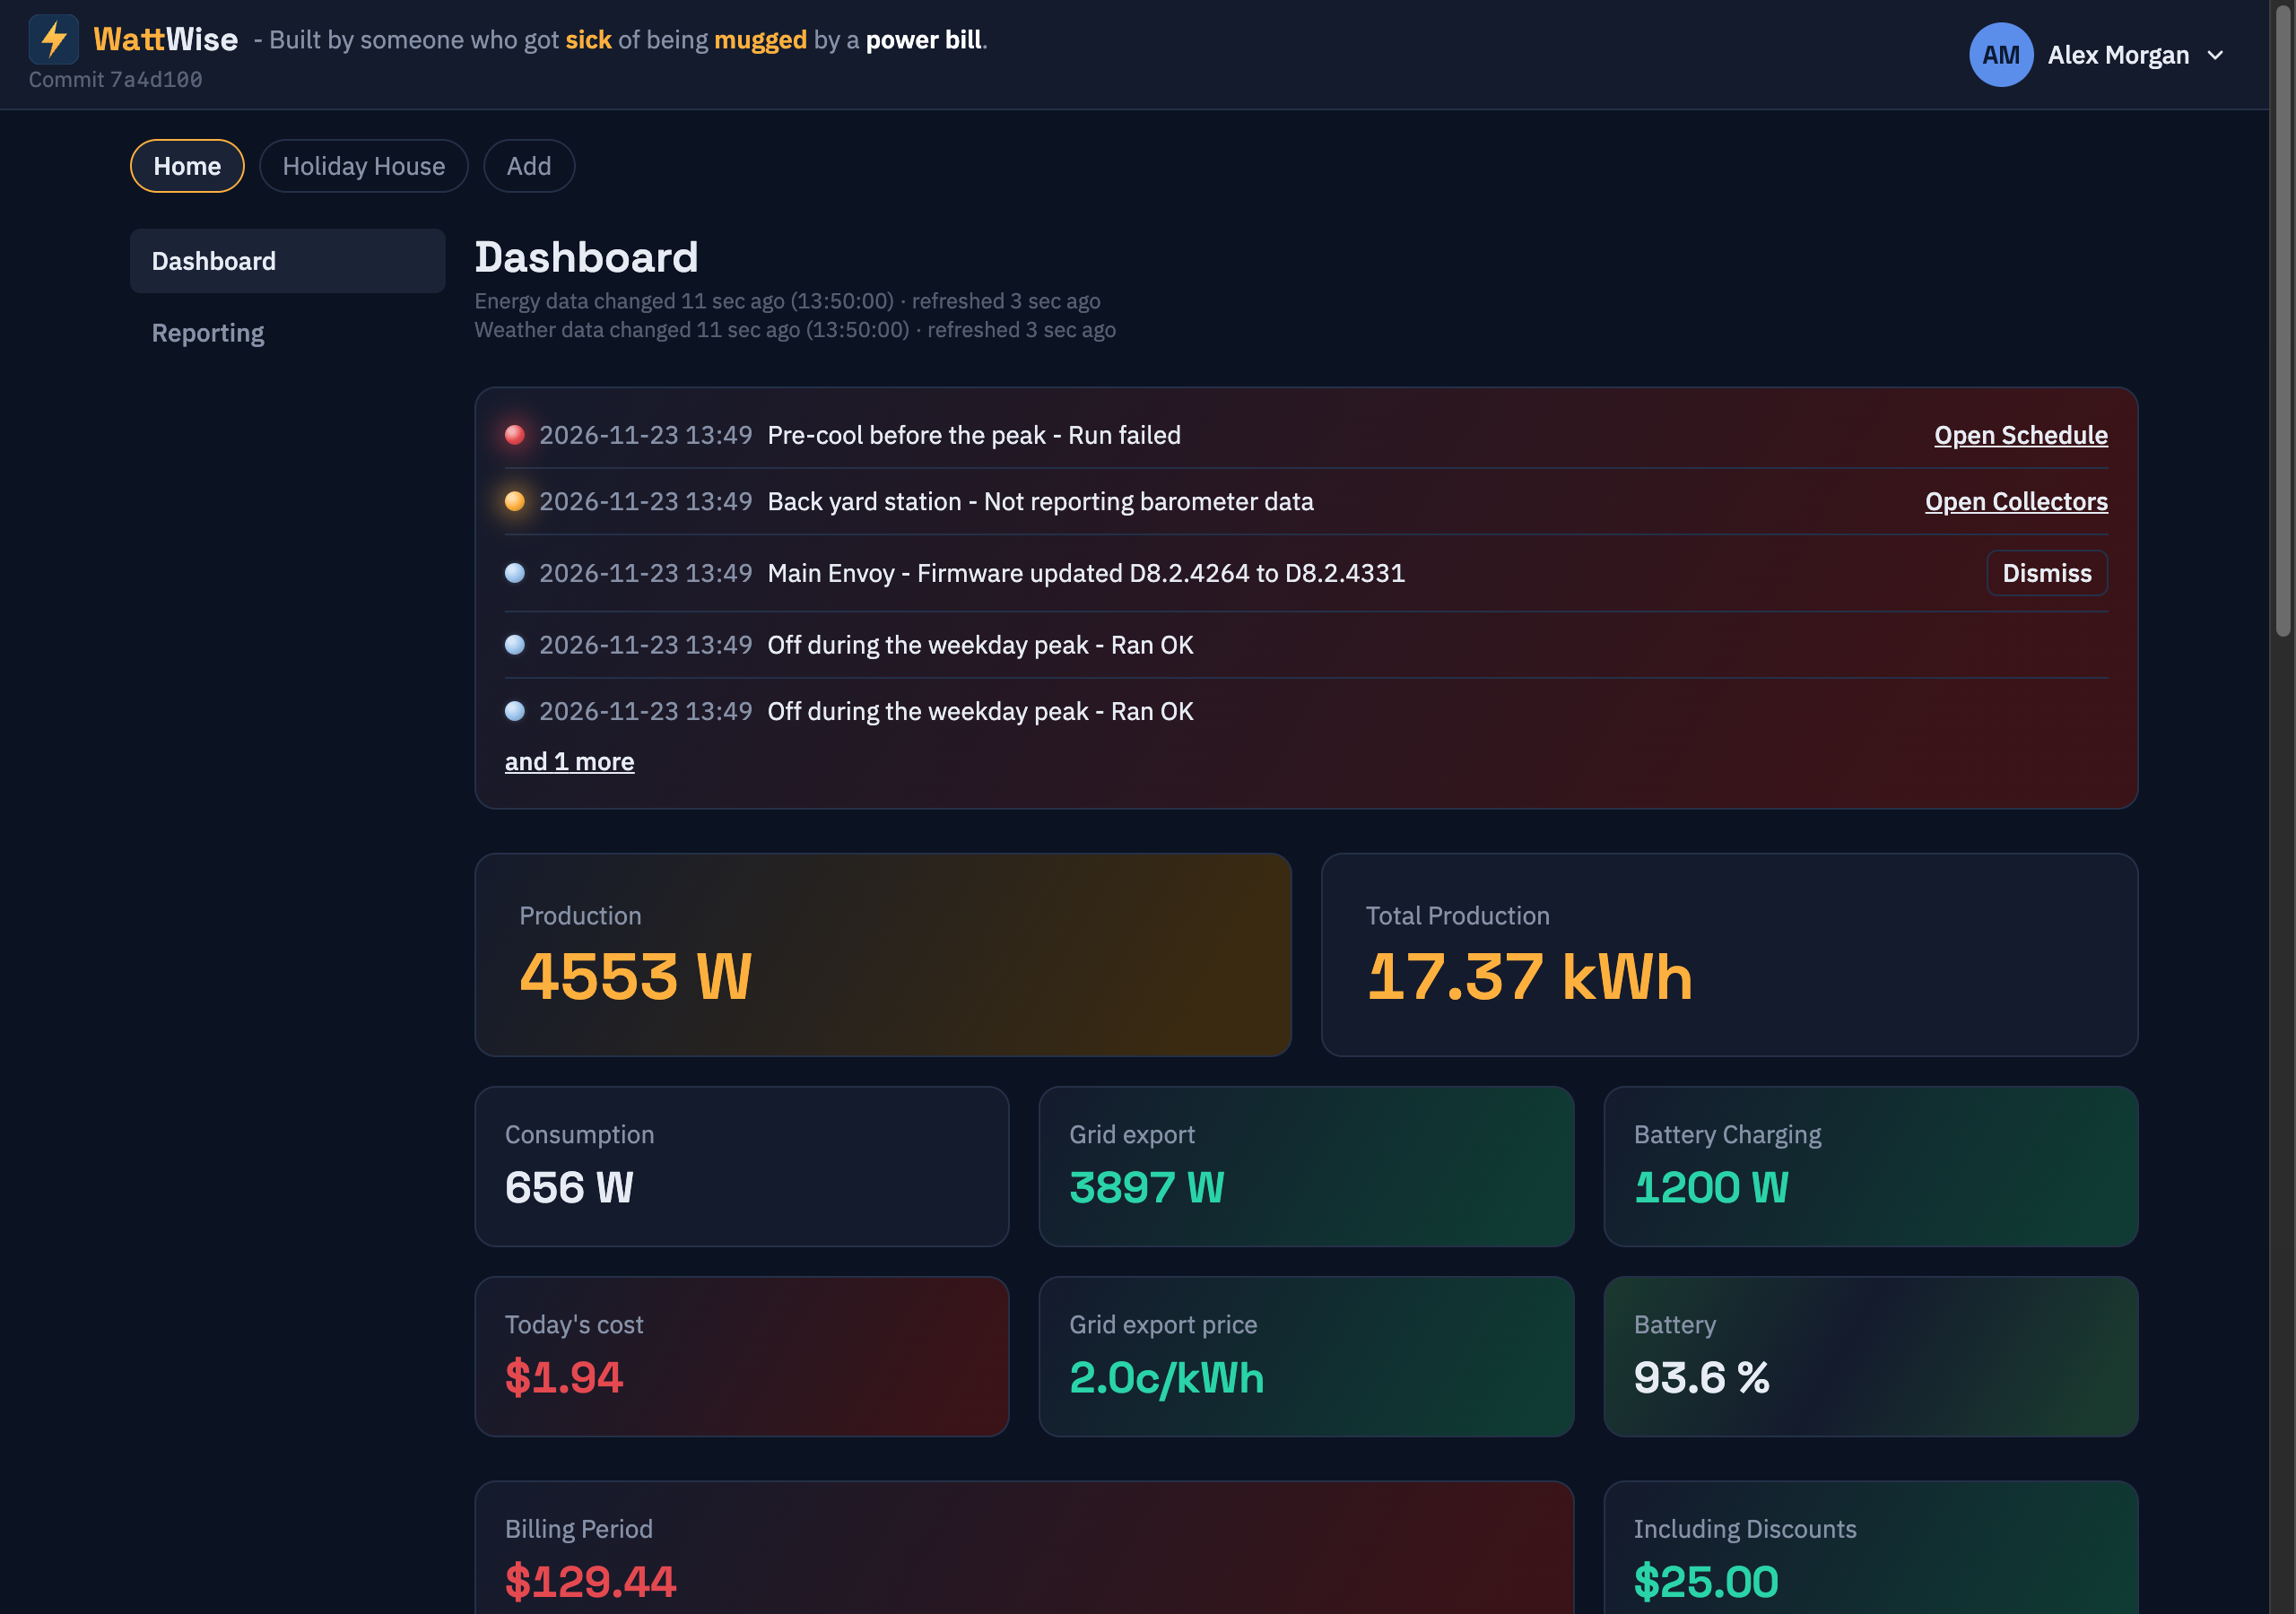 WattWise - Built by someone who got sick of being mugged by a power bill.
Commit 7a4d100
AM Alex Morgan
Home
Holiday House
Add
Dashboard
Reporting
Dashboard
Energy data changed 11 sec ago (13:50:00) · refreshed 3 sec ago
Weather data changed 11 sec ago (13:50:00) · refreshed 3 sec ago
2026-11-23 13:49 Pre-cool before the peak - Run failed Open Schedule
2026-11-23 13:49 Back yard station - Not reporting barometer data Open Collectors
2026-11-23 13:49 Main Envoy - Firmware updated D8.2.4264 to D8.2.4331 Dismiss
2026-11-23 13:49 Off during the weekday peak - Ran OK
2026-11-23 13:49 Off during the weekday peak - Ran OK
and 1 more
Production
4553 W
Total Production
17.37 kWh
Consumption
656 W
Grid export
3897 W
Battery Charging
1200 W
Today's cost
$1.94
Grid export price
2.0c/kWh
Battery
93.6 %
Billing Period
$129.44
Including Discounts
$25.00